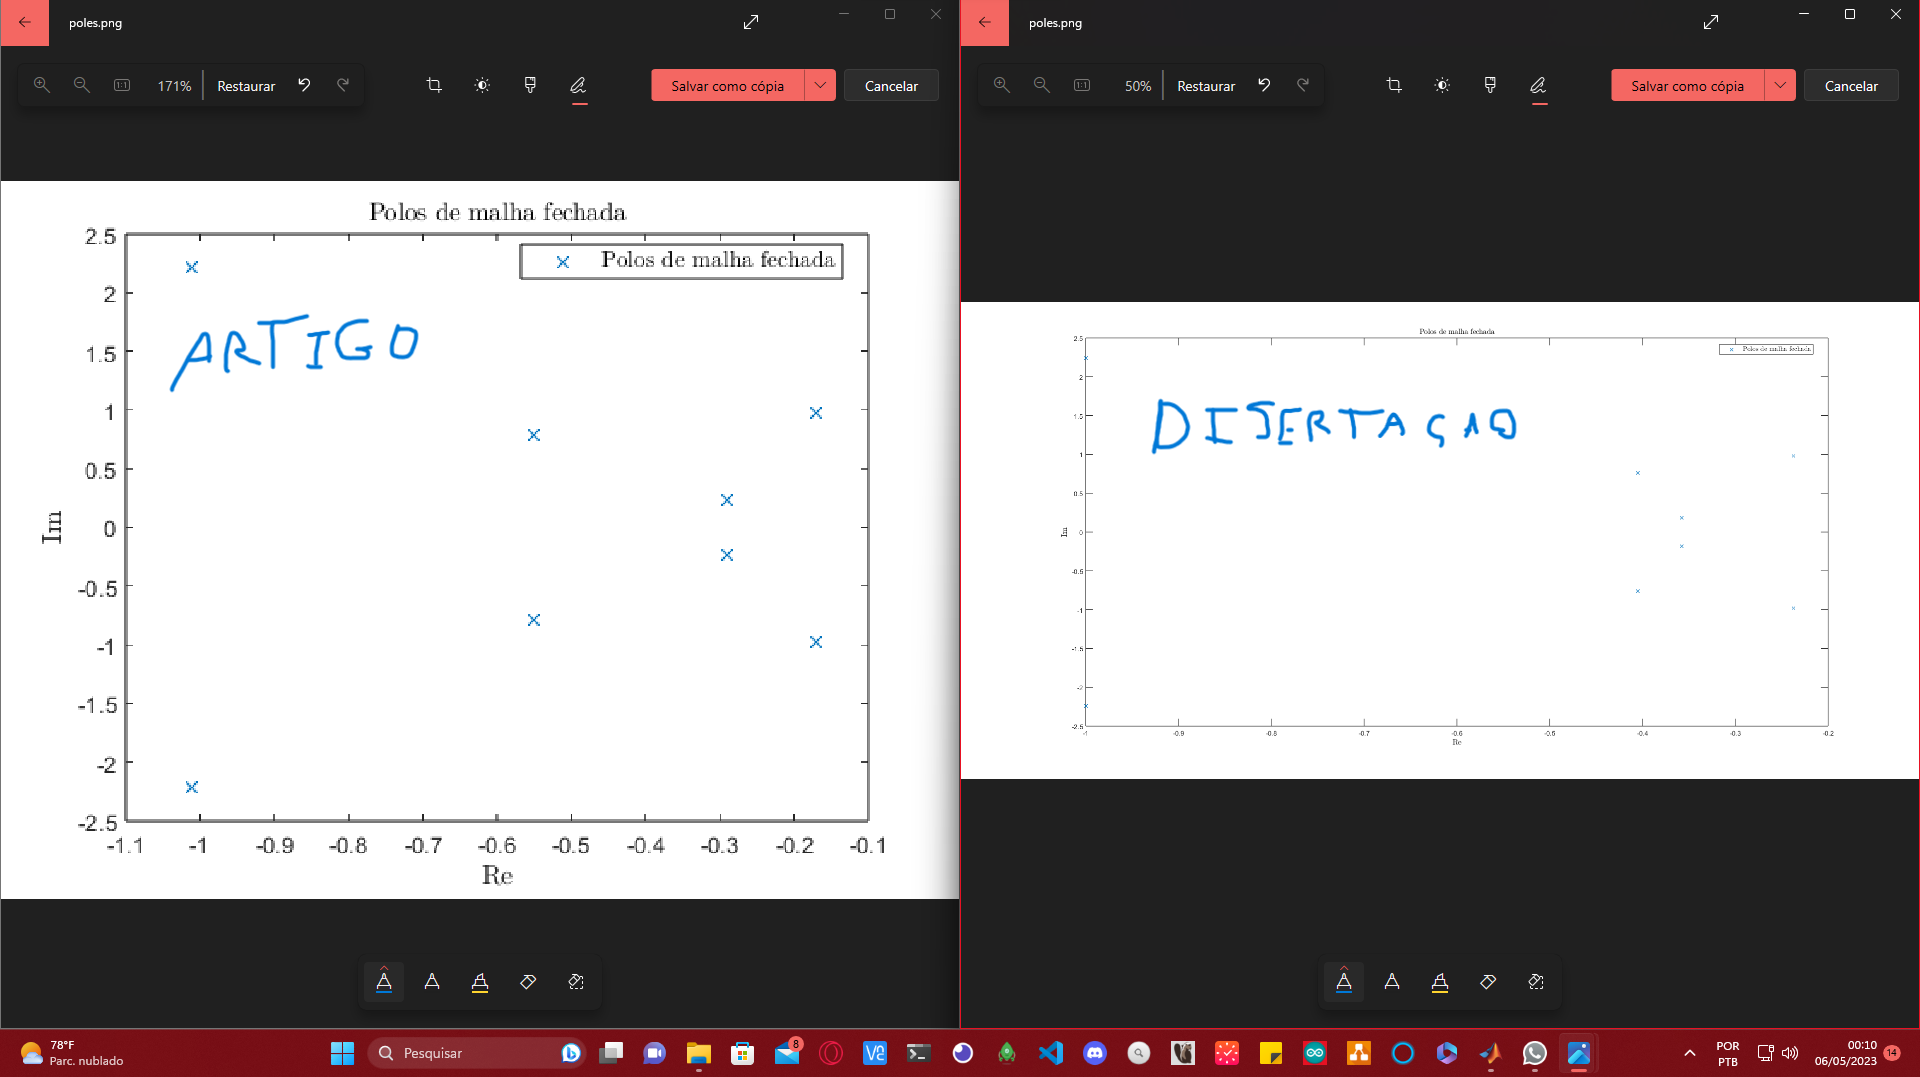 poles.png
171%
Restaurar
Salvar como cópia
Cancelar
Polos de malha fechada
Polos de malha fechada
ARTIGO
2.5
2
1.5
1
0.5
0
-0.5
-1
-1.5
-2
-2.5
Im
-1.1 -1 -0.9 -0.8 -0.7 -0.6 -0.5 -0.4 -0.3 -0.2 -0.1
Re
poles.png
50%
Restaurar
Salvar como cópia
Cancelar
Polos de malha fechada
Polos de malha fechada
DISERTAÇAO
2.5
2
1.5
1
0.5
0
-0.5
-1
-1.5
-2
-2.5
Im
-1 -0.9 -0.8 -0.7 -0.6 -0.5 -0.4 -0.3 -0.2
Re
78°F
Parc. nublado
Pesquisar
8
POR
PTB
00:10
06/05/2023
14